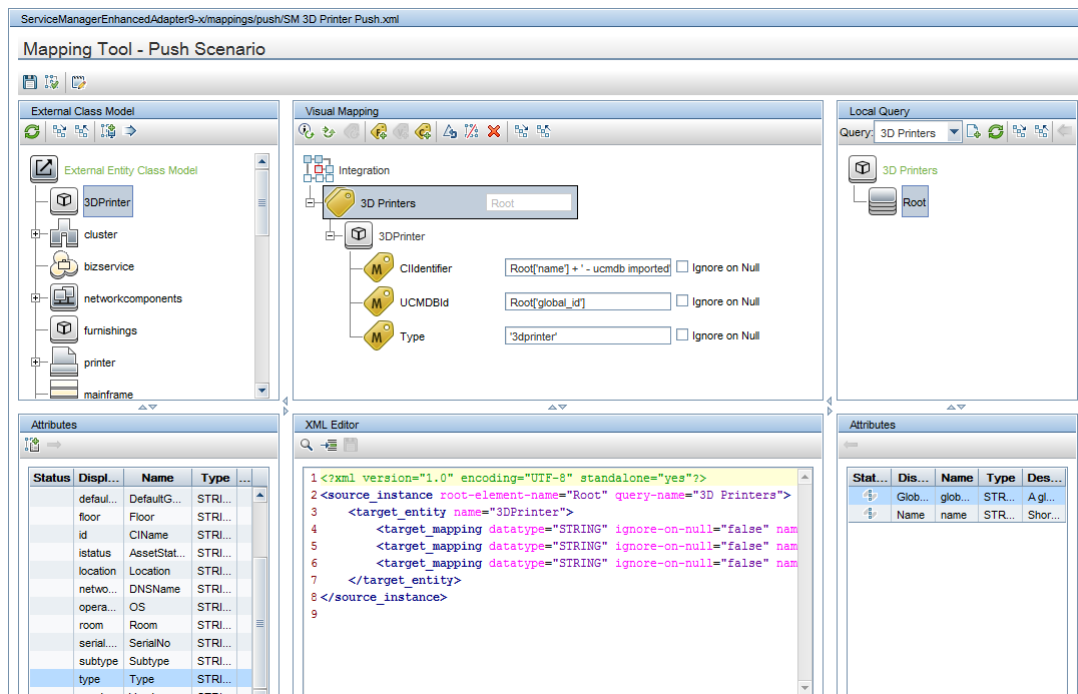 ServiceManagerEnhancedAdapter9-x/mappings/push/SM 3D Printer Push.xml
Mapping Tool - Push Scenario
External Class Model
External Entity Class Model
3DPrinter
cluster
bizservice
networkcomponents
furnishings
printer
mainframe
Visual Mapping
Integration
3D Printers Root
3DPrinter
CIIdentifier Root['name'] + ' - ucmdb imported' Ignore on Null
UCMDBId Root['global_id'] Ignore on Null
Type '3dprinter' Ignore on Null
Local Query
Query: 3D Printers
3D Printers
Root
Attributes
Status Displ... Name Type ...
defaul... DefaultG... STRI...
floor Floor STRI...
id CIName STRI...
istatus AssetStat... STRI...
location Location STRI...
netwo... DNSName STRI...
opera... OS STRI...
room Room STRI...
serial.... SerialNo STRI...
subtype Subtype STRI...
type Type STRI...
XML Editor
1 <?xml version="1.0" encoding="UTF-8" standalone="yes"?>
2 <source_instance root-element-name="Root" query-name="3D Printers">
3 <target_entity name="3DPrinter">
4 <target_mapping datatype="STRING" ignore-on-null="false" nam
5 <target_mapping datatype="STRING" ignore-on-null="false" nam
6 <target_mapping datatype="STRING" ignore-on-null="false" nam
7 </target_entity>
8 </source_instance>
9
Attributes
Stat... Dis... Name Type Des...
Glob... glob... STR... A gl...
Name name STR... Shor...